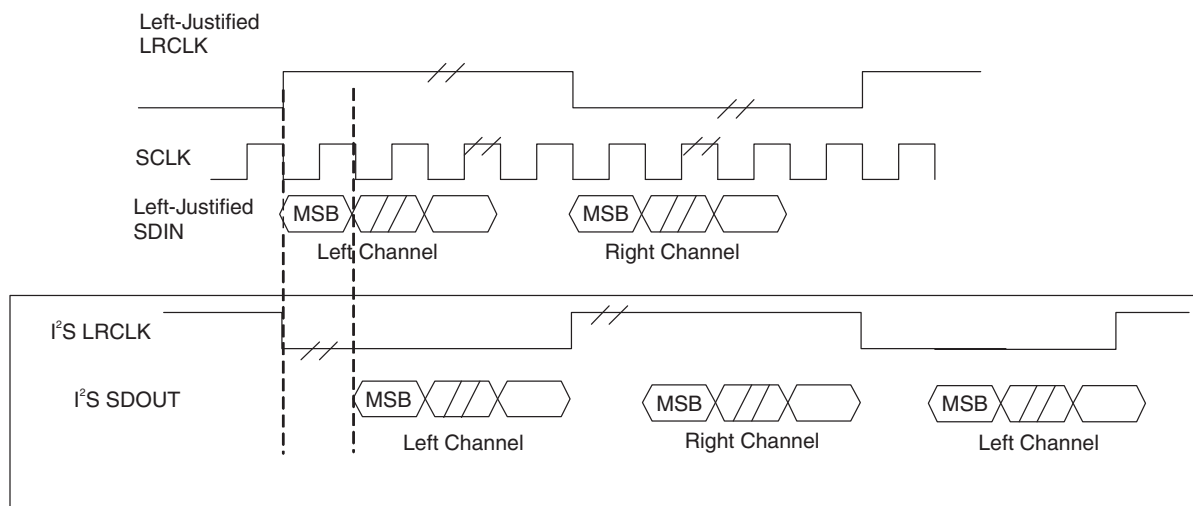 Left-Justified
LRCLK
SCLK
Left-Justified
SDIN
MSB
MSB
Left Channel
Right Channel
I²S LRCLK
I²S SDOUT
MSB
MSB
MSB
Left Channel
Right Channel
Left Channel